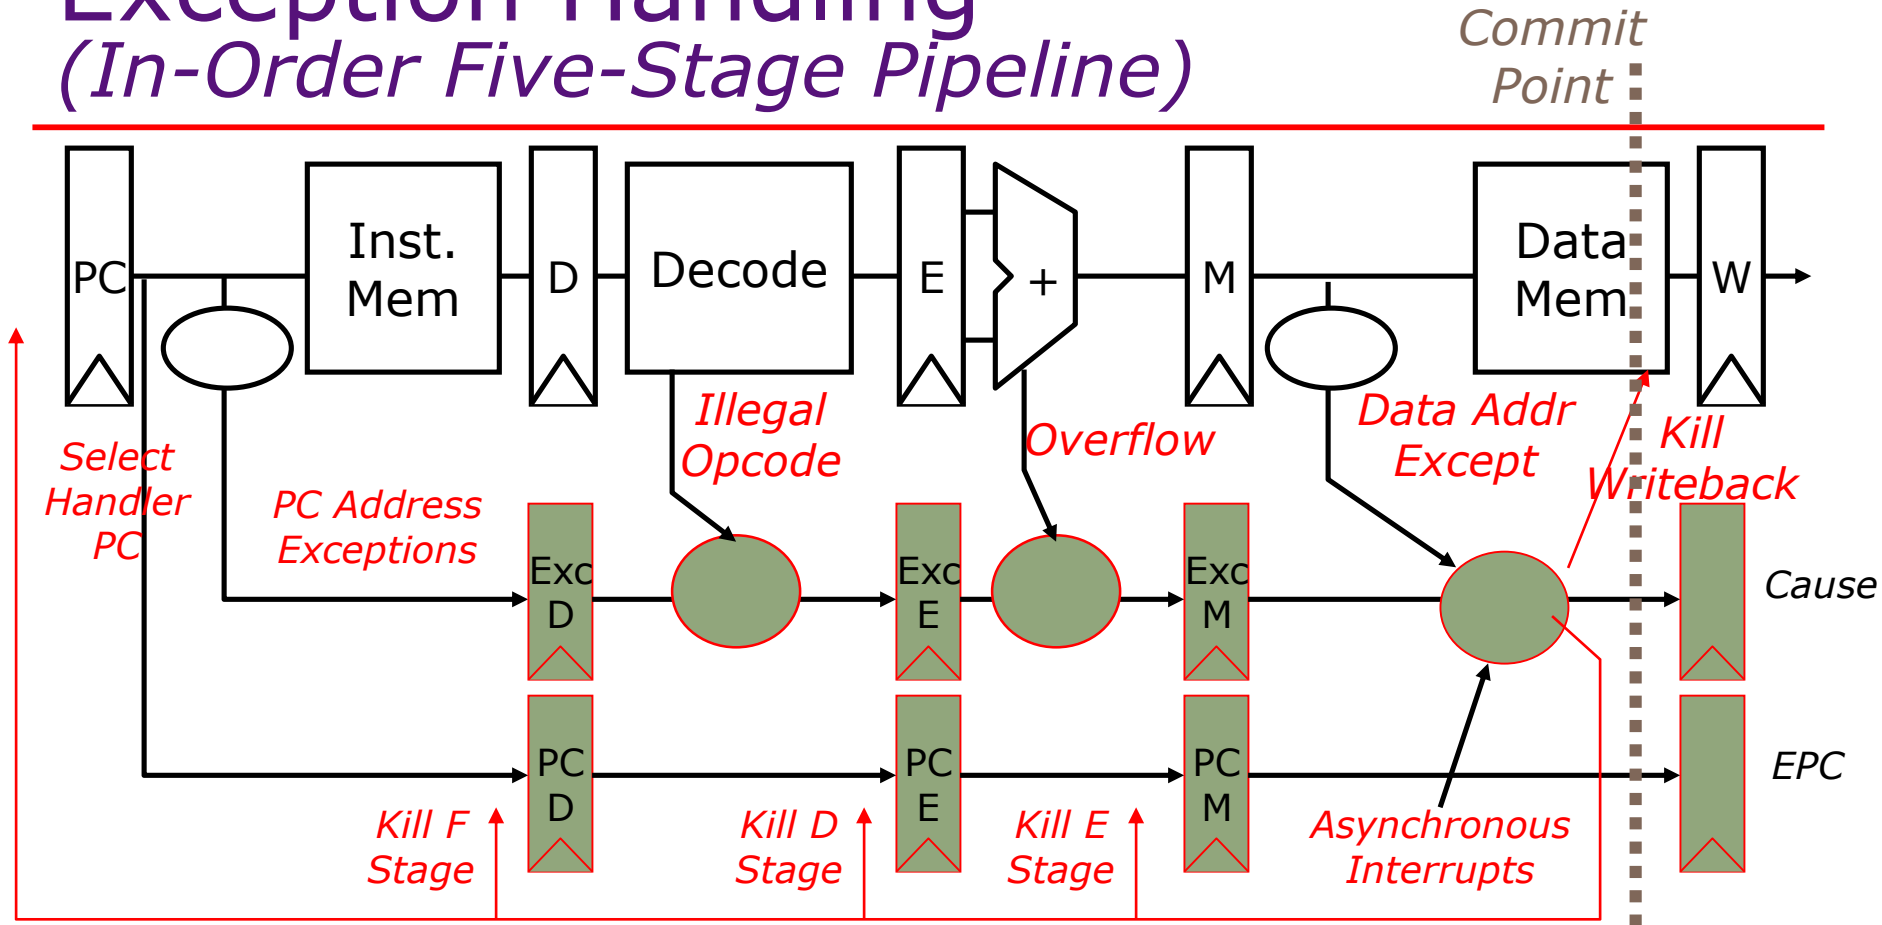 Exception Handling
(In-Order Five-Stage Pipeline)
Commit
Point
PC
Inst.
Mem
D
Decode
E
+
M
Data
Mem
W
Select
Handler
PC
PC Address
Exceptions
Illegal
Opcode
Overflow
Data Addr
Except
Kill
Writeback
Exc
D
Exc
E
Exc
M
Cause
PC
D
PC
E
PC
M
EPC
Kill F
Stage
Kill D
Stage
Kill E
Stage
Asynchronous
Interrupts